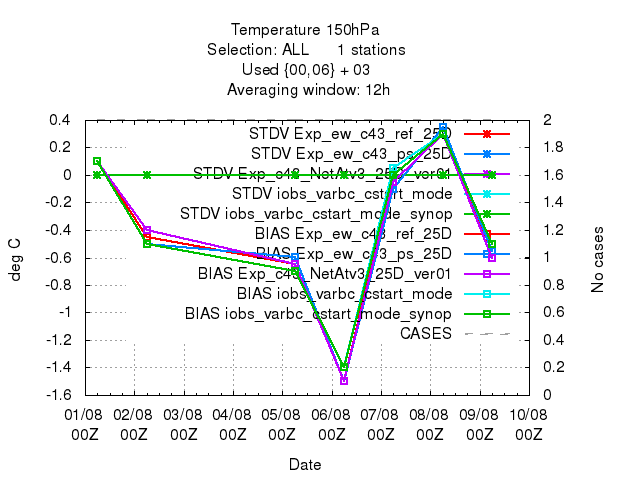 Temperature 150hPa
Selection: ALL 1 stations
Used {00,06} + 03
Averaging window: 12h
deg C
0.4
0.2
0
-0.2
-0.4
-0.6
-0.8
-1
-1.2
-1.4
-1.6
STDV Exp_ew_c43_ref_25D
STDV Exp_ew_c43_ps_25D
STDV Exp_c43_NetAtv3_25D_ver01
STDV iobs_varbc_cstart_mode
STDV iobs_varbc_cstart_mode_synop
BIAS Exp_ew_c43_ref_25D
BIAS Exp_ew_c43_ps_25D
BIAS Exp_c43_NetAtv3_25D_ver01
BIAS iobs_varbc_cstart_mode
BIAS iobs_varbc_cstart_mode_synop
CASES
2
1.8
1.6
1.4
1.2
1
0.8
0.6
0.4
0.2
0
No cases
01/08 02/08 03/08 04/08 05/08 06/08 07/08 08/08 09/08 10/08
00Z 00Z 00Z 00Z 00Z 00Z 00Z 00Z 00Z 00Z
Date